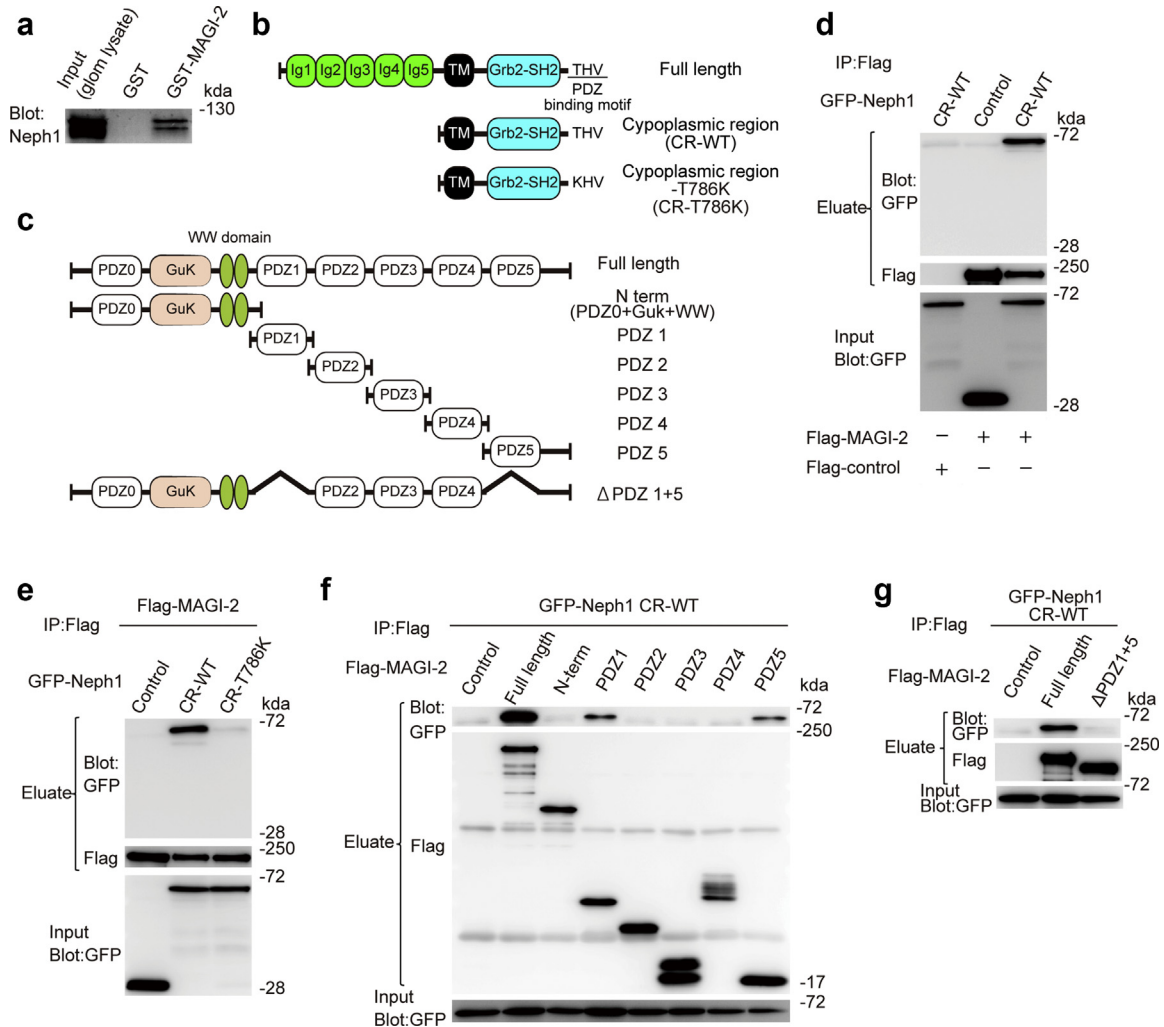 a
Input
(glom lysate)
GST
GST-MAGI-2
kda
-130
Blot:
Neph1
b
Ig1 Ig2 Ig3 Ig4 Ig5 TM Grb2-SH2 THV Full length
PDZ
binding motif
TM Grb2-SH2 THV Cypoplasmic region
(CR-WT)
TM Grb2-SH2 KHV Cypoplasmic region
-T786K
(CR-T786K)
c
WW domain
PDZ0 GuK PDZ1 PDZ2 PDZ3 PDZ4 PDZ5 Full length
PDZ0 GuK N term
(PDZ0+Guk+WW)
PDZ1 PDZ 1
PDZ2 PDZ 2
PDZ3 PDZ 3
PDZ4 PDZ 4
PDZ5 PDZ 5
PDZ0 GuK PDZ2 PDZ3 PDZ4 Δ PDZ 1+5
d
IP:Flag
GFP-Neph1 CR-WT Control CR-WT
kda
-72
Blot:
GFP
Eluate
-28
-250
Flag
-72
Input
Blot:GFP
-28
Flag-MAGI-2 − + +
Flag-control + − −
e
Flag-MAGI-2
IP:Flag
GFP-Neph1 Control CR-WT CR-T786K
kda
-72
Blot:
GFP
Eluate
-28
-250
Flag
-72
Input
Blot:GFP
-28
f
GFP-Neph1 CR-WT
IP:Flag
Flag-MAGI-2 Control Full length N-term PDZ1 PDZ2 PDZ3 PDZ4 PDZ5
kda
Blot:
GFP
-72
-250
Eluate
Flag
-17
-72
Input
Blot:GFP
g
GFP-Neph1
CR-WT
IP:Flag
Flag-MAGI-2 Control Full length ΔPDZ1+5
kda
Blot:
GFP
-72
Eluate
-250
Flag
-72
Input
Blot:GFP